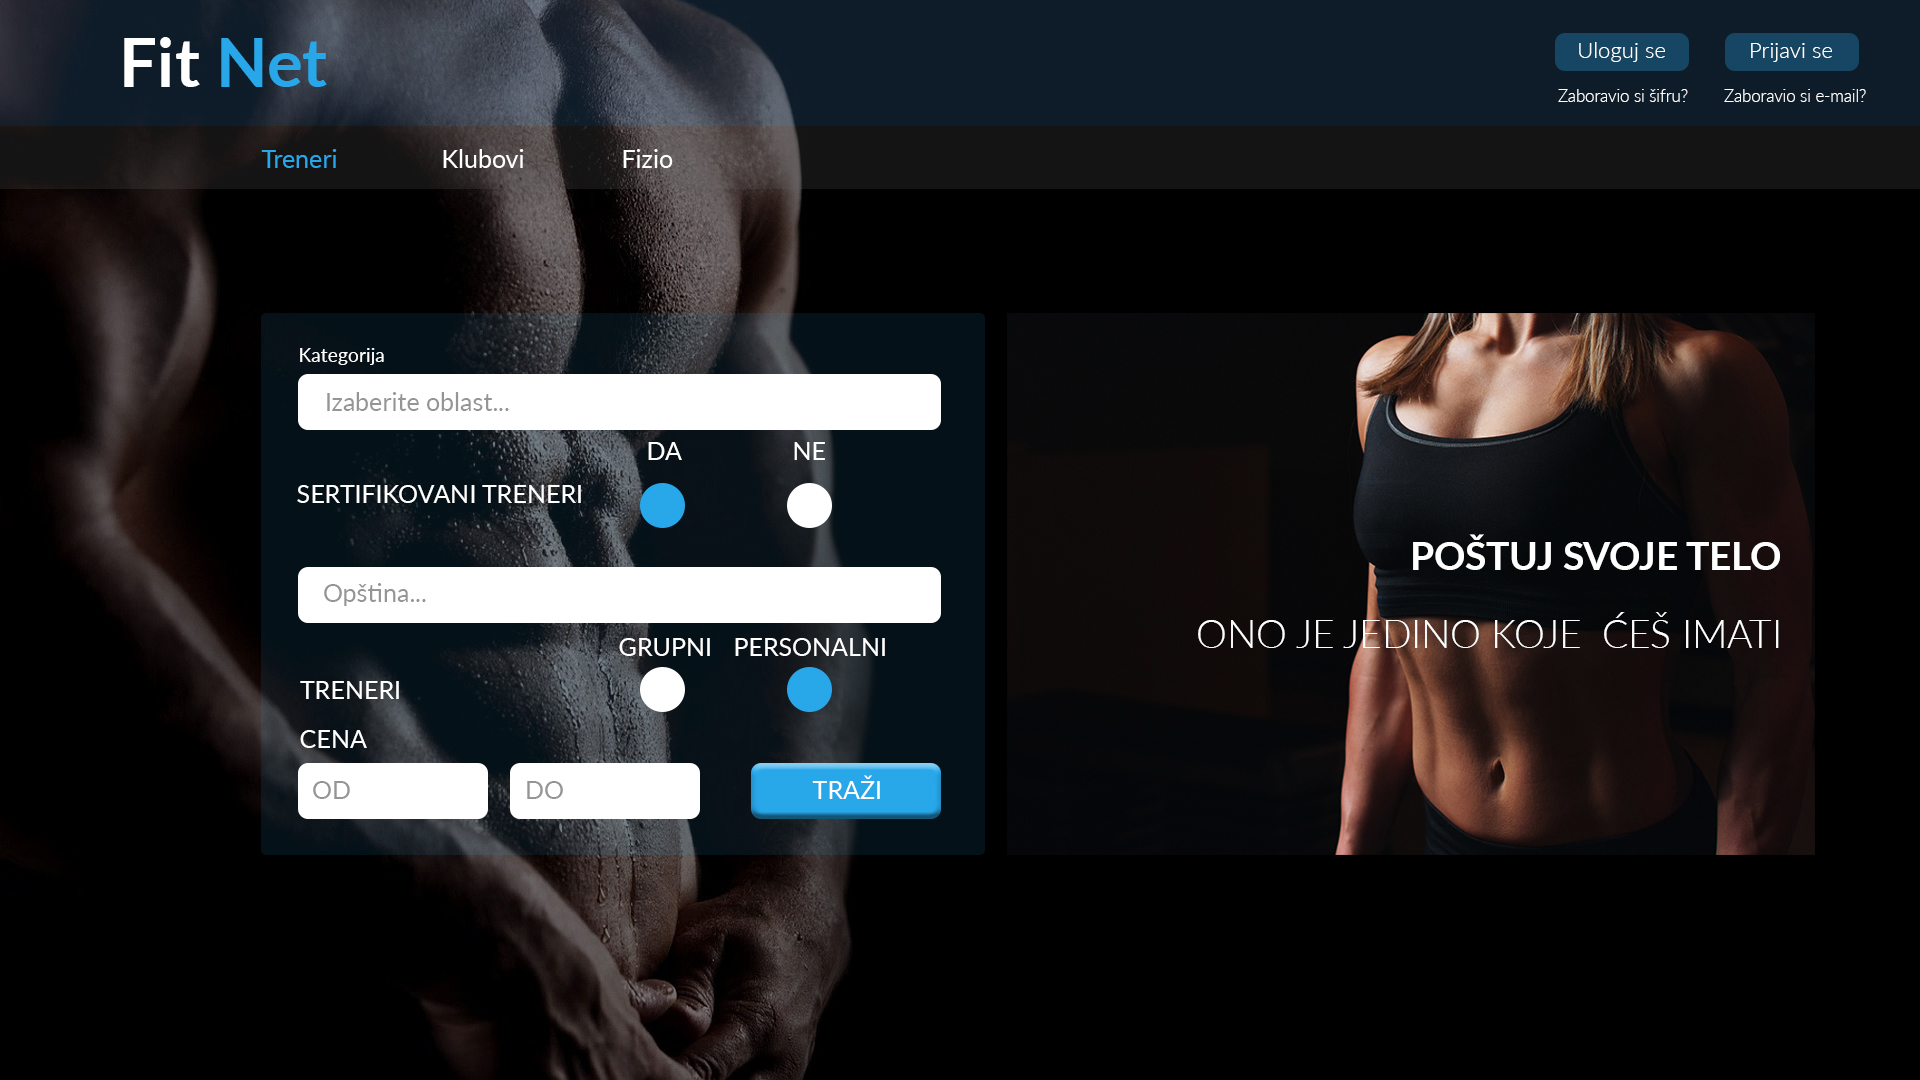 Fit Net
Uloguj se
Prijavi se
Zaboravio si šifru?
Zaboravio si e-mail?
Treneri
Klubovi
Fizio
Kategorija
Izaberite oblast...
DA
NE
SERTIFIKOVANI TRENERI
Opština...
GRUPNI
PERSONALNI
TRENERI
CENA
OD
DO
TRAŽI
POŠTUJ SVOJE TELO
ONO JE JEDINO KOJE ĆEŠ IMATI